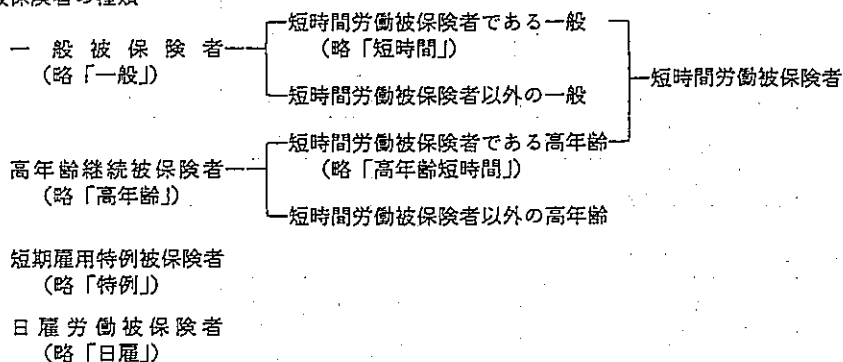 被保険者の種類
短時間労働被保険者である一般
一般被保険者
(略「短時間」)
(略「一般」)
短時間労働被保険者
短時間労働被保険者以外の一般
短時間労働被保険者である高年齢
高年齢継続被保険者
(略「高年齢短時間」)
(略「高年齢」)
短時間労働被保険者以外の高年齢
短期雇用特例被保険者
(略「特例」)
日雇労働被保険者
(略「日雇」)